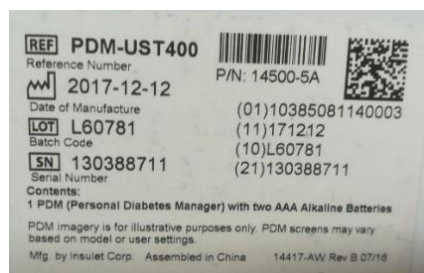 REF PDM-UST400
Reference Number
P/N: 14500-5A
2017-12-12
Date of Manufacture
(01)10385081140003
LOT L60781
(11)171212
Batch Code
(10)L60781
SN 130388711
(21)130388711
Serial Number
Contents:
1 PDM (Personal Diabetes Manager) with two AAA Alkaline Batteries
PDM imagery is for illustrative purposes only. PDM screens may vary
based on model or user settings.
Mfg. by Insulet Corp. Assembled in China 14417-AW Rev B 07/16